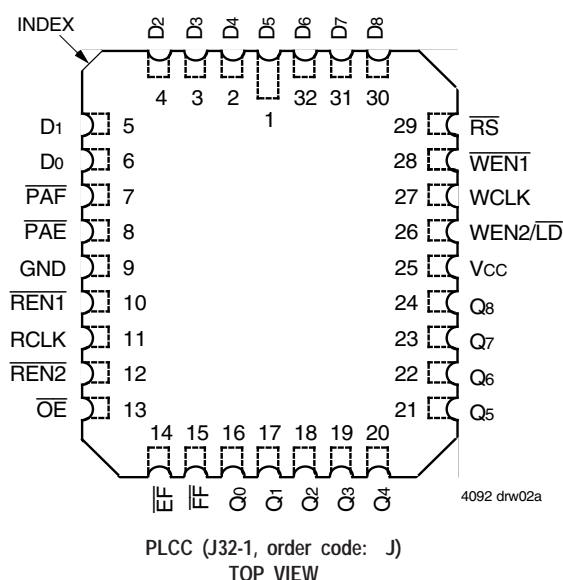 INDEX
D2 D3 D4 D5 D6 D7 D8
4 3 2 1 32 31 30
D1 5
D0 6
PAF 7
PAE 8
GND 9
REN1 10
RCLK 11
REN2 12
OE 13
29 RS
28 WEN1
27 WCLK
26 WEN2/LD
25 VCC
24 Q8
23 Q7
22 Q6
21 Q5
14 15 16 17 18 19 20
EF FF Q0 Q1 Q2 Q3 Q4
4092 drw02a
PLCC (J32-1, order code: J)
TOP VIEW